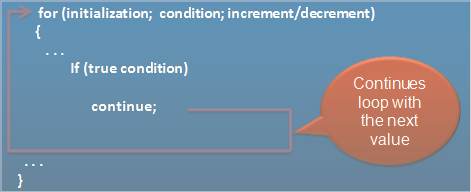 for (initialization; condition; increment/decrement)
{
. . .
If (true condition)
continue;
. . .
}
Continues
loop with
the next
value